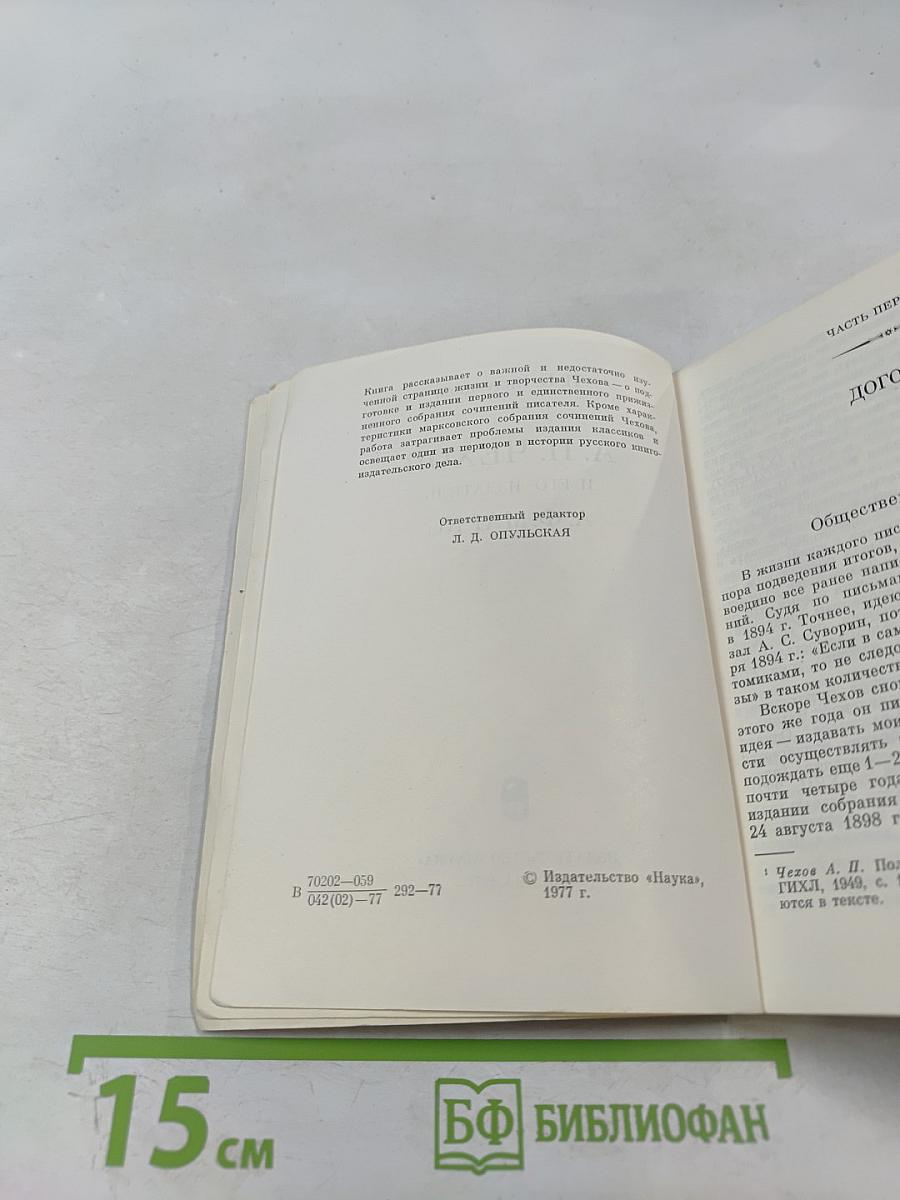 Книга рассказывает о важной и недостаточно изу-
ченной странице жизни и творчества Чехова — о под-
готовке и издании первого и единственного прижиз-
ненного собрания сочинений писателя. Кроме харак-
теристики марксовского собрания сочинений Чехова,
работа затрагивает проблемы издания классиков и
освещает один из периодов в истории русского книго-
издательского дела.
Ответственный редактор
Л. Д. ОПУЛЬСКАЯ
В 70202—059
042(02)—77 292—77
© Издательство «Наука»,
1977 г.
ЧАСТЬ ПЕР
ДОГО
Обществе
В жизни каждого пис
пора подведения итогов,
воедино все ранее напи
ний. Судя по письмам
в 1894 г. Точнее, идею
зал А. С. Суворин, пот
ря 1894 г.: «Если в сам
томиками, то не следо
зы» в таком количеств
Вскоре Чехов снов
этого же года он пи
идея — издавать мои
сти осуществлять
подождать еще 1—2
почти четыре года
издании собрания
24 августа 1898 г
1 Чехов А. П. Пол
ГИХЛ, 1949, с. 1
ются в тексте.
15 см
БФ БИБЛИОФАН